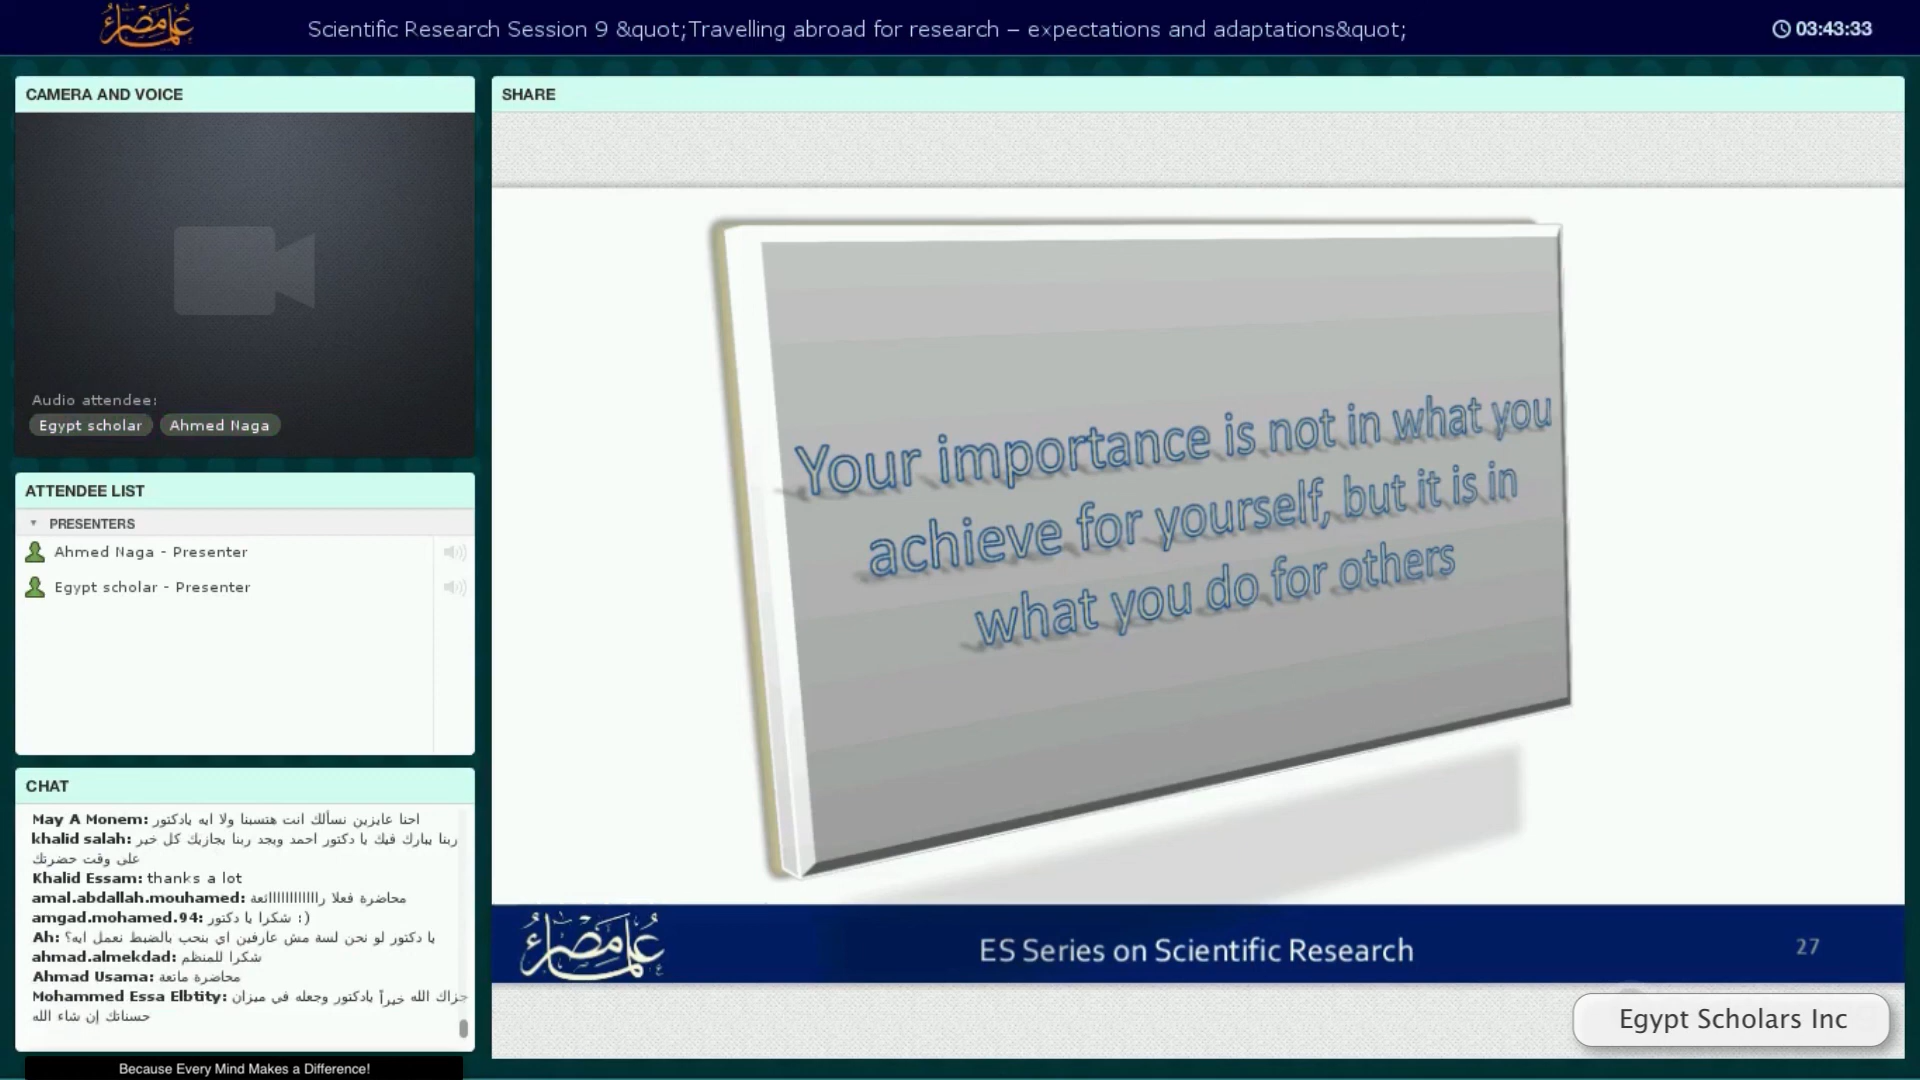 علماء مصر
Scientific Research Session 9 &quot;Travelling abroad for research – expectations and adaptations&quot;
03:43:33
CAMERA AND VOICE
Audio attendee:
Egypt scholar
Ahmed Naga
ATTENDEE LIST
PRESENTERS
Ahmed Naga - Presenter
Egypt scholar - Presenter
CHAT
May A Monem: احنا عايزين نسألك انت هتسبنا ولا ايه يادكتور
khalid salah: ربنا يبارك فيك يا دكتور احمد وبجد ربنا يجازيك كل خير
على وقت حضرتك
Khalid Essam: thanks a lot
amal.abdallah.mouhamed: محاضرة فعلا رااااااااااااائعة
amgad.mohamed.94: شكرا يا دكتور :)
Ah: يا دكتور لو نحن لسة مش عارفين اي بنحب بالضبط نعمل ايه؟
ahmad.almekdad: شكرا للمنظم
Ahmad Usama: محاضرة ماتعة
Mohammed Essa Elbtity: جزاك الله خيراً يادكتور وجعله في ميزان
حسناتك إن شاء الله
Because Every Mind Makes a Difference!
SHARE
Your importance is not in what you
achieve for yourself, but it is in
what you do for others
علماء مصر
ES Series on Scientific Research
27
Egypt Scholars Inc